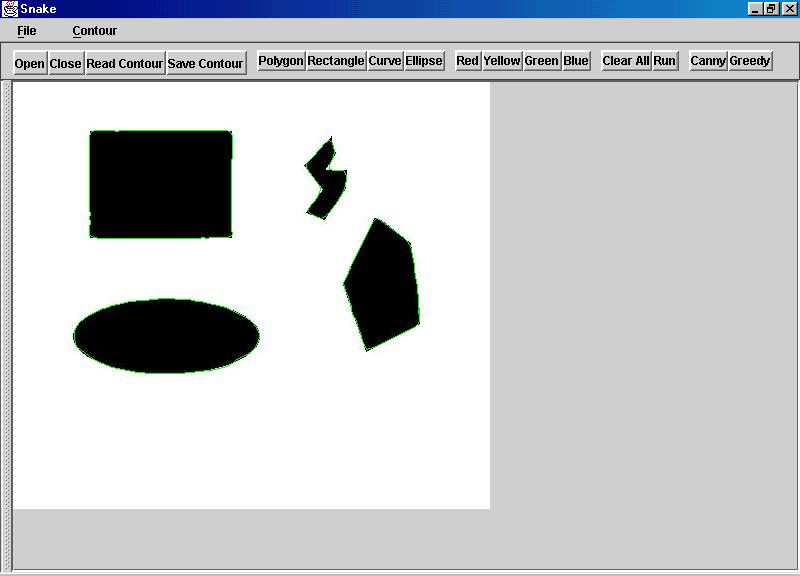 Snake
File Contour
Open Close Read Contour Save Contour Polygon Rectangle Curve Ellipse Red Yellow Green Blue Clear All Run Canny Greedy